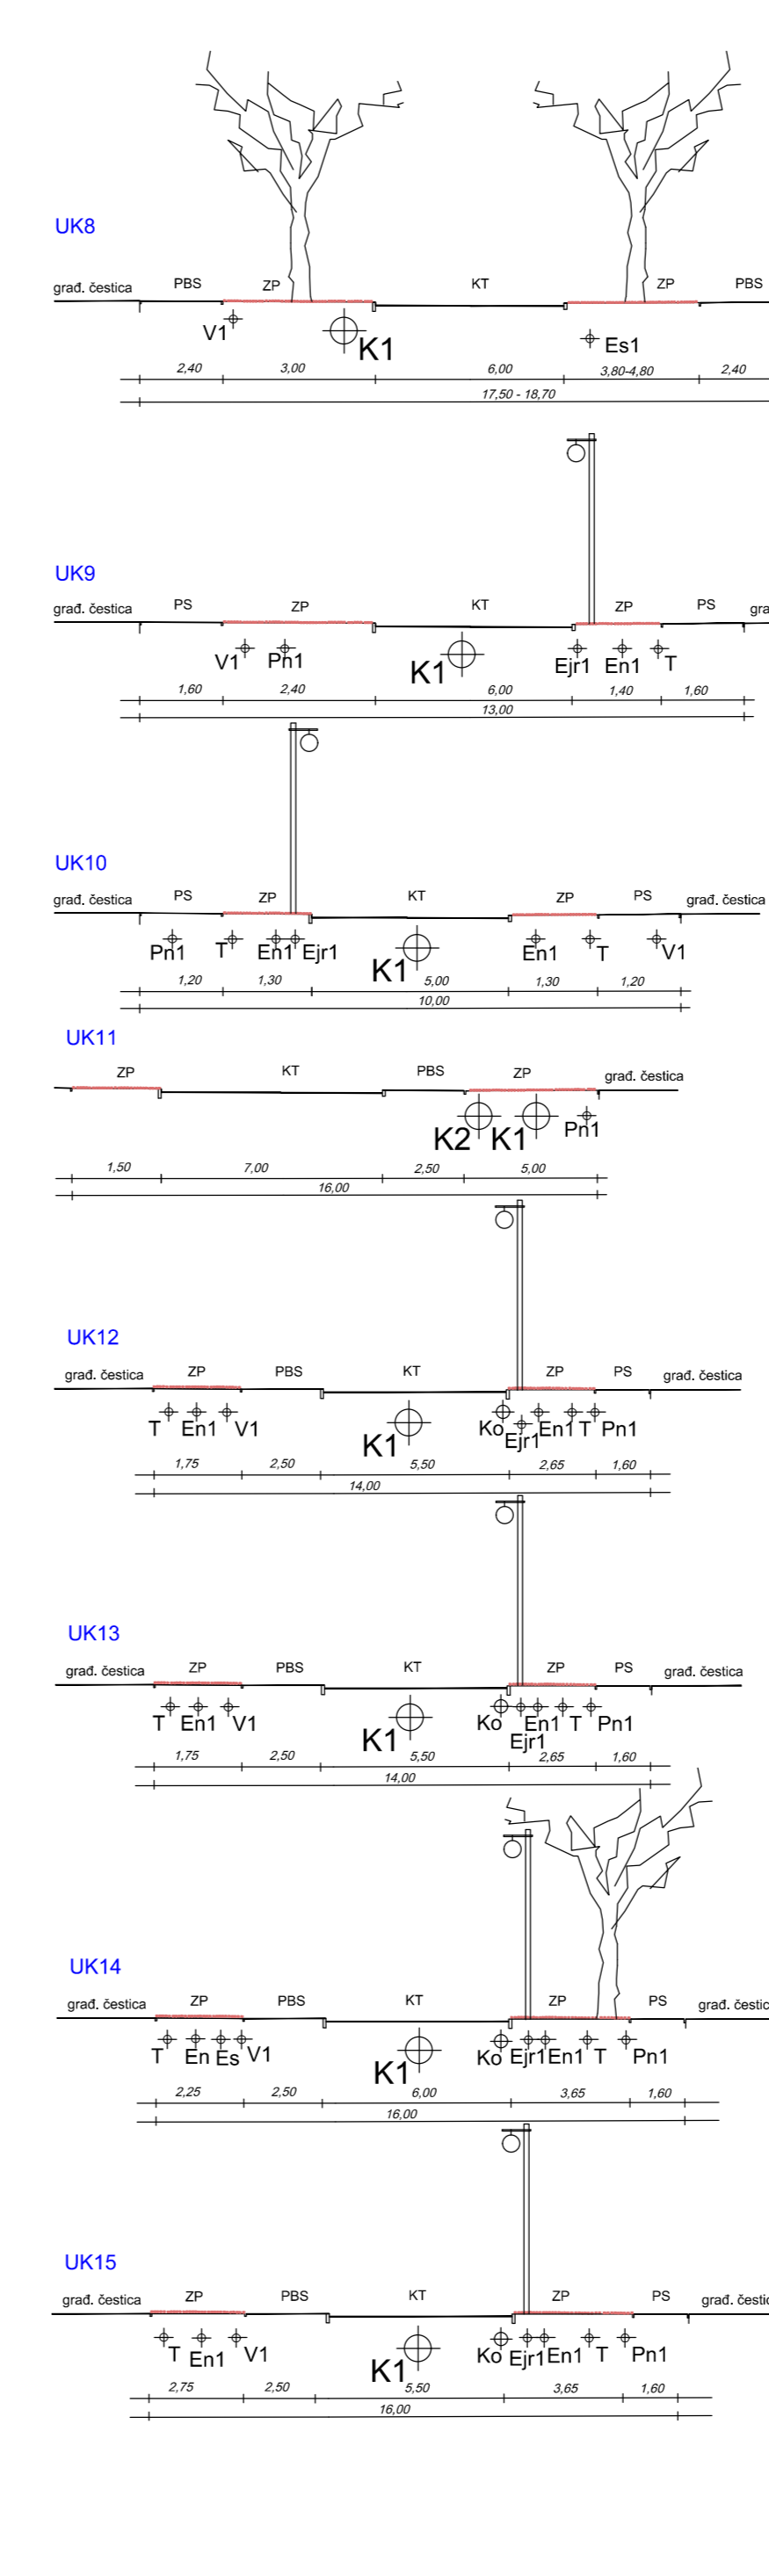 UK8
građ. čestica PBS ZP KT ZP PBS
V1 K1 Es1
2,40 3,00 6,00 3,80-4,80 2,40
17,50 - 18,70
UK9
građ. čestica PS ZP KT ZP PS
V1 Pn1 K1 Ejr1 En1 T
1,60 2,40 6,00 1,40 1,60
13,00
UK10
građ. čestica PS ZP KT ZP PS građ. čestica
Pn1 T En1 Ejr1 K1 En1 T V1
1,20 1,30 5,00 1,30 1,20
10,00
UK11
ZP KT PBS ZP građ. čestica
K2 K1 Pn1
1,50 7,00 2,50 5,00
16,00
UK12
građ. čestica ZP PBS KT ZP PS građ. čestica
T En1 V1 K1 Ko Ejr1 En1 T Pn1
1,75 2,50 5,50 2,65 1,60
14,00
UK13
građ. čestica ZP PBS KT ZP PS građ. čestica
T En1 V1 K1 Ko Ejr1 En1 T Pn1
1,75 2,50 5,50 2,65 1,60
14,00
UK14
građ. čestica ZP PBS KT ZP PS građ.
T En Es V1 K1 Ko Ejr1 En1 T Pn1
2,25 2,50 6,00 3,65 1,60
16,00
UK15
građ. čestica ZP PBS KT ZP PS građ.
T En1 V1 K1 Ko Ejr1 En1 T Pn1
2,75 2,50 5,50 3,65 1,60
16,00